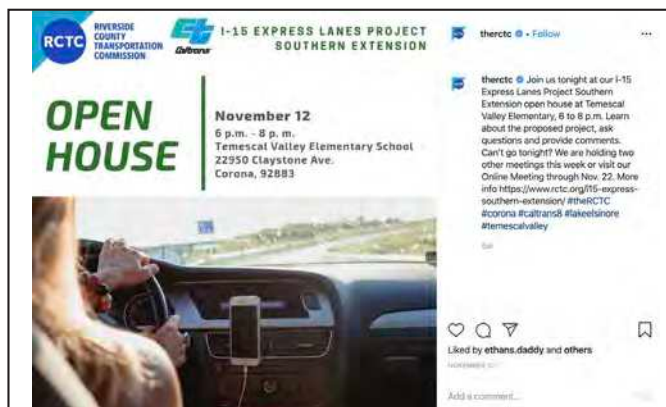 RCTC
RIVERSIDE
COUNTY
TRANSPORTATION
COMMISSION
Caltrans
I-15 EXPRESS LANES PROJECT
SOUTHERN EXTENSION
OPEN
HOUSE
November 12
6 p.m. - 8 p. m.
Temescal Valley Elementary School
22950 Claystone Ave.
Corona, 92883
therctc • Follow
therctc Join us tonight at our I-15
Express Lanes Project Southern
Extension open house at Temescal
Valley Elementary, 6 to 8 p.m. Learn
about the proposed project, ask
questions and provide comments.
Can't go tonight? We are holding two
other meetings this week or visit our
Online Meeting through Nov. 22. More
info https://www.rctc.org/i15-express-
southern-extension/ #theRCTC
#corona #caltrans8 #lakeelsinore
#temescalvalley
Liked by ethans.daddy and others
NOVEMBER
Add a comment...